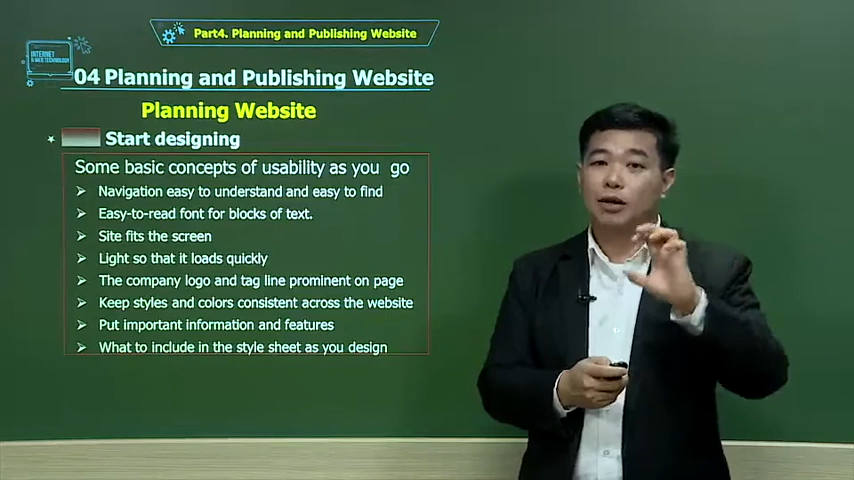 Part4. Planning and Publishing Website
INTERNET
& WEB TECHNOLOGY
04 Planning and Publishing Website
Planning Website
Start designing
Some basic concepts of usability as you go
Navigation easy to understand and easy to find
Easy-to-read font for blocks of text.
Site fits the screen
Light so that it loads quickly
The company logo and tag line prominent on page
Keep styles and colors consistent across the website
Put important information and features
What to include in the style sheet as you design